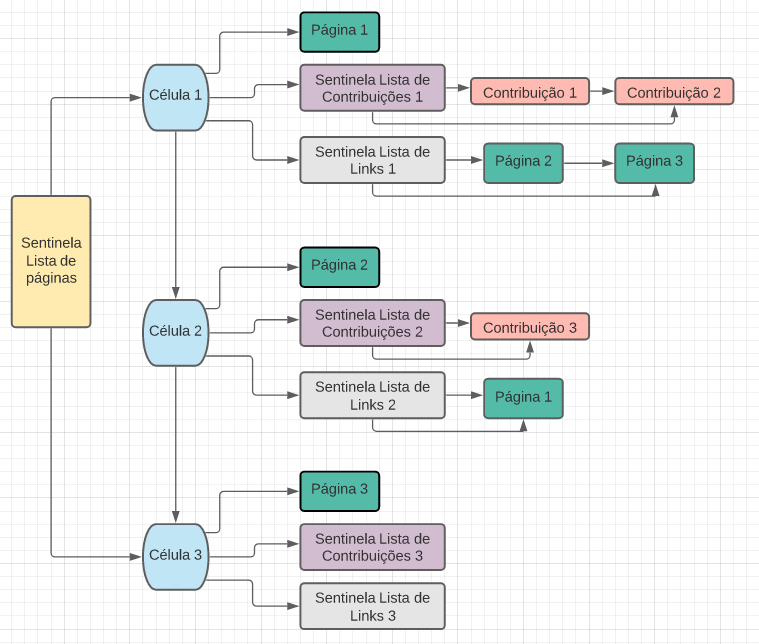 Página 1
Célula 1
Sentinela Lista de
Contribuições 1
Contribuição 1
Contribuição 2
Sentinela Lista de
Links 1
Página 2
Página 3
Sentinela
Lista de
páginas
Página 2
Célula 2
Sentinela Lista de
Contribuições 2
Contribuição 3
Sentinela Lista de
Links 2
Página 1
Página 3
Célula 3
Sentinela Lista de
Contribuições 3
Sentinela Lista de
Links 3